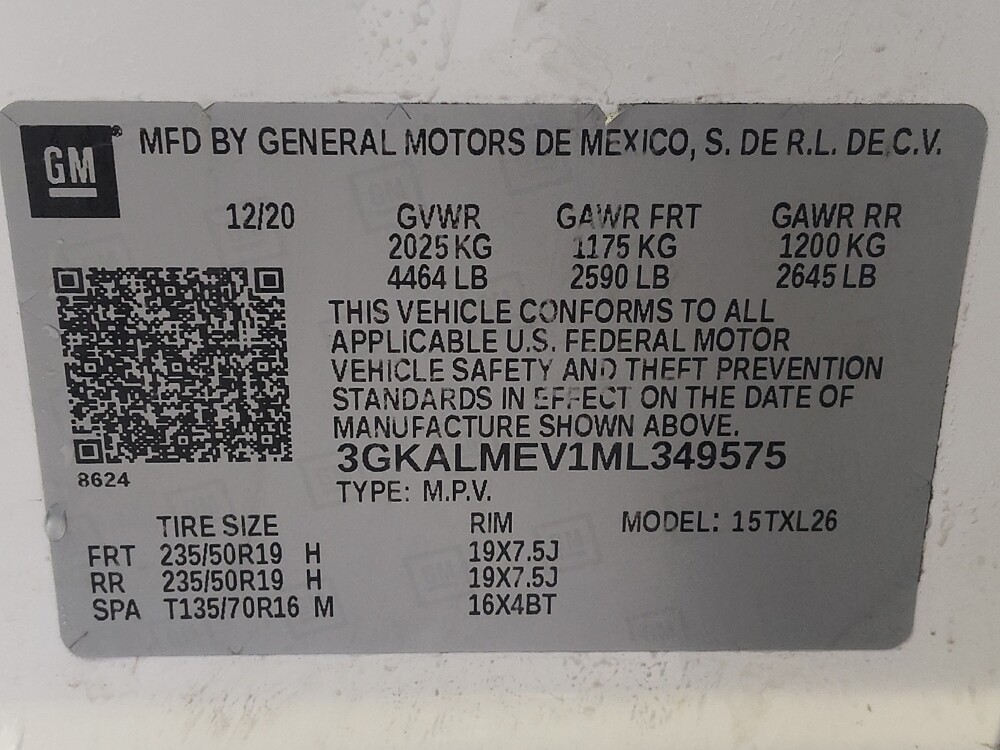 GM® MFD BY GENERAL MOTORS DE MEXICO, S. DE R.L. DE C.V.
12/20 GVWR GAWR FRT GAWR RR
2025 KG 1175 KG 1200 KG
4464 LB 2590 LB 2645 LB
THIS VEHICLE CONFORMS TO ALL
APPLICABLE U.S. FEDERAL MOTOR
VEHICLE SAFETY AND THEFT PREVENTION
STANDARDS IN EFFECT ON THE DATE OF
MANUFACTURE SHOWN ABOVE.
3GKALMEV1ML349575
8624
TYPE: M.P.V.
TIRE SIZE RIM MODEL: 15TXL26
FRT 235/50R19 H 19X7.5J
RR 235/50R19 H 19X7.5J
SPA T135/70R16 M 16X4BT